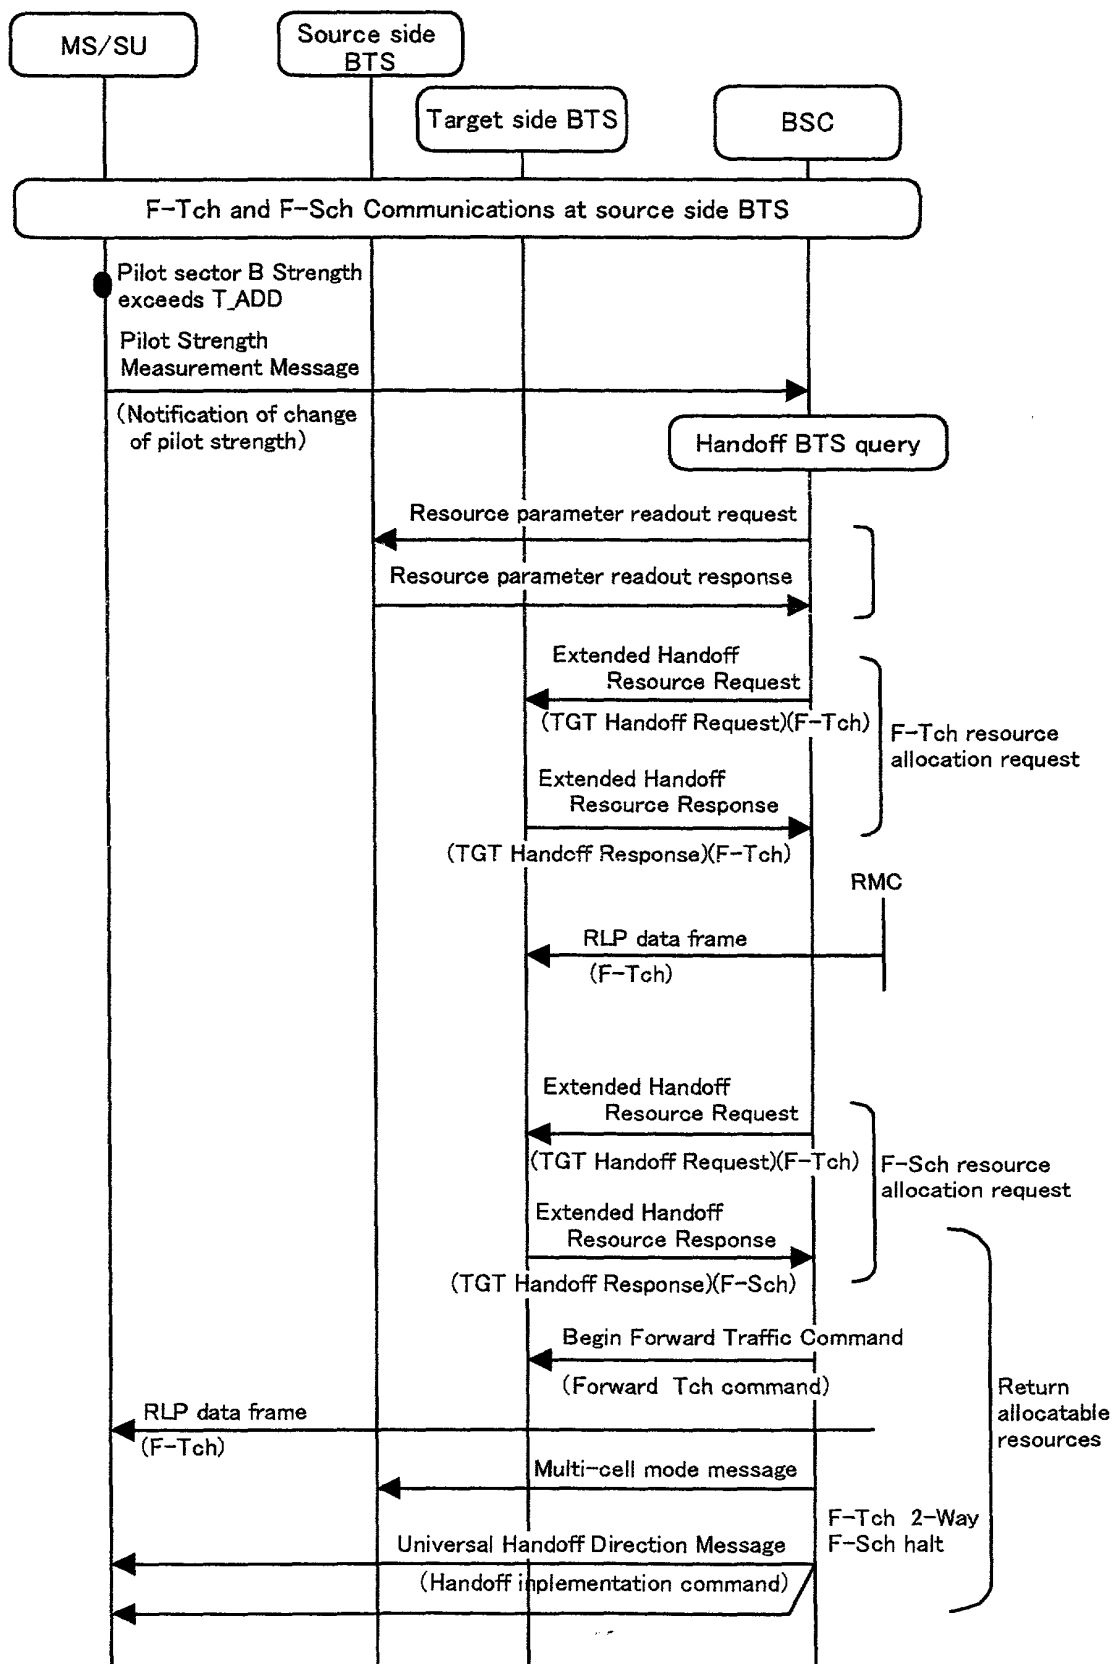 MS/SU
Source side
BTS
Target side BTS
BSC
F-Tch and F-Sch Communications at source side BTS
Pilot sector B Strength
exceeds T_ADD
Pilot Strength
Measurement Message
(Notification of change
of pilot strength)
Handoff BTS query
Resource parameter readout request
Resource parameter readout response
Extended Handoff
Resource Request
(TGT Handoff Request)(F-Tch)
F-Tch resource
allocation request
Extended Handoff
Resource Response
(TGT Handoff Response)(F-Tch)
RMC
RLP data frame
(F-Tch)
Extended Handoff
Resource Request
(TGT Handoff Request)(F-Tch)
F-Sch resource
allocation request
Extended Handoff
Resource Response
(TGT Handoff Response)(F-Sch)
Begin Forward Traffic Command
(Forward Tch command)
Return
allocatable
resources
RLP data frame
(F-Tch)
Multi-cell mode message
F-Tch 2-Way
F-Sch halt
Universal Handoff Direction Message
(Handoff inplementation command)